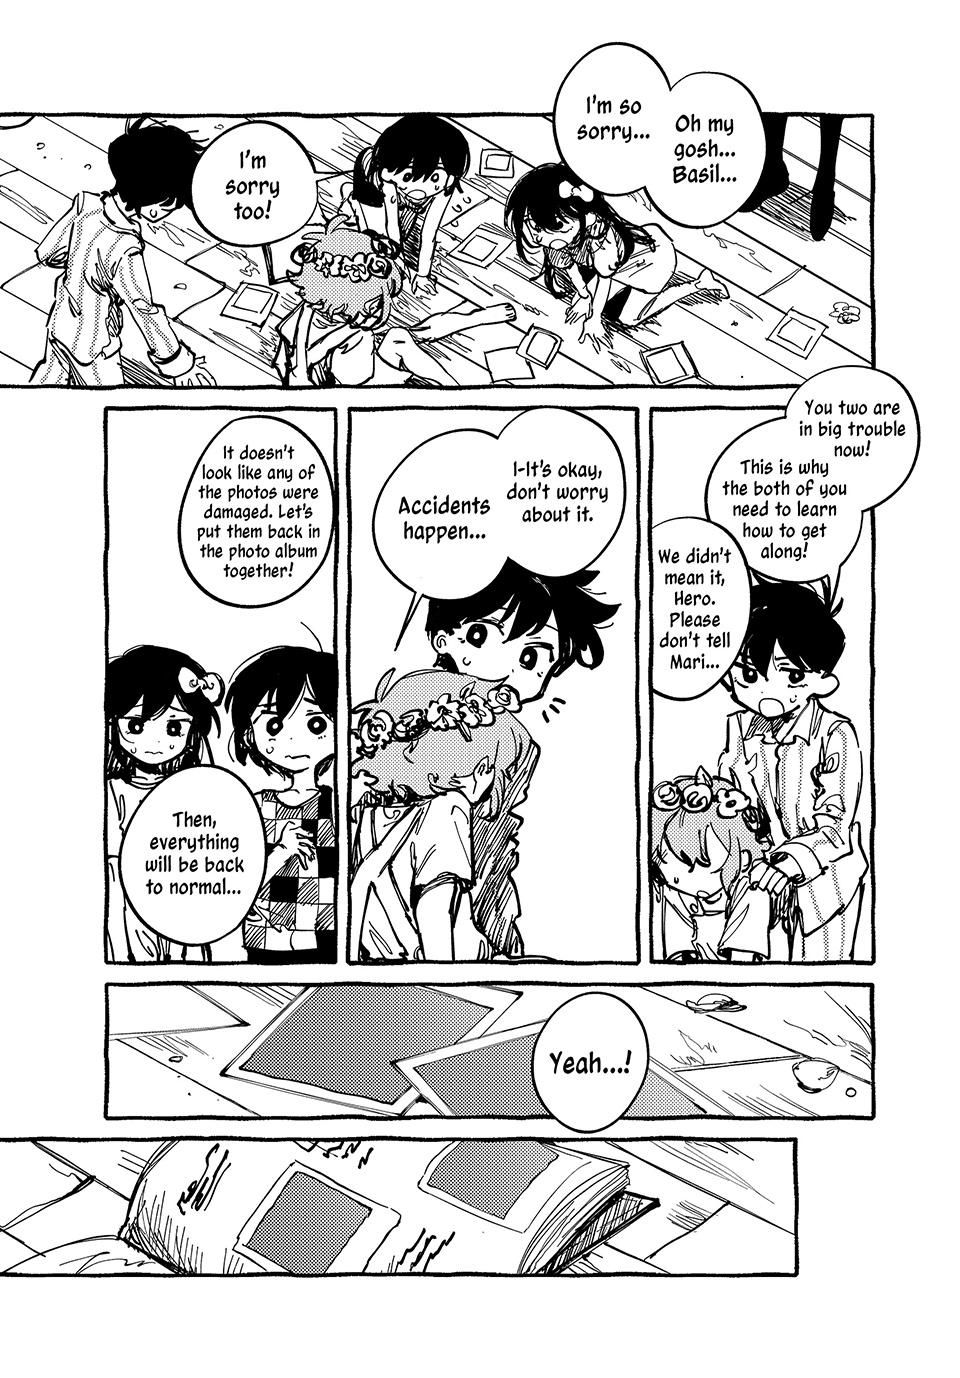 I'm so
sorry...
Oh my
gosh...
Basil...
I'm
sorry
too!
You two are
in big trouble
now!
This is why
the both of you
need to learn
how to get
along!
We didn't
mean it,
Hero.
Please
don't tell
Mari...
I-It's okay,
don't worry
about it.
Accidents
happen...
It doesn't
look like any of
the photos were
damaged. Let's
put them back in
the photo album
together!
Then,
everything
will be back
to normal...
Yeah...!